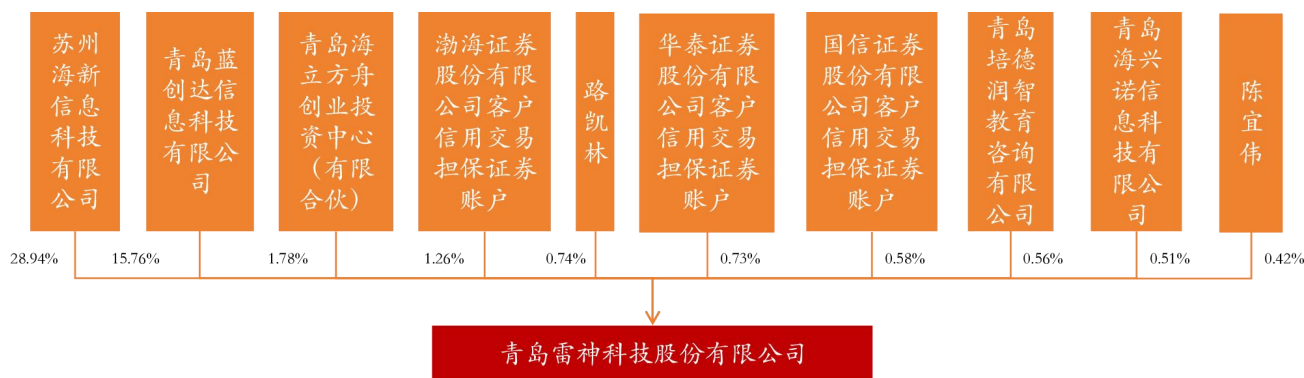 苏州
海新
信息
科技
有限
公司
青岛蓝
创达信
息科技
有限公
司
青岛海
立方舟
创业投
资中心
（有限
合伙）
渤海证券
股份有限
公司客户
信用交易
担保证券
账户
路
凯
林
华泰证券
股份有限
公司客户
信用交易
担保证券
账户
国信证券
股份有限
公司客户
信用交易
担保证券
账户
青岛
培德
润智
教育
咨询
有限
公司
青岛
海兴
诺信
息科
技有
限公
司
陈
宜
伟
28.94%
15.76%
1.78%
1.26%
0.74%
0.73%
0.58%
0.56%
0.51%
0.42%
青岛雷神科技股份有限公司